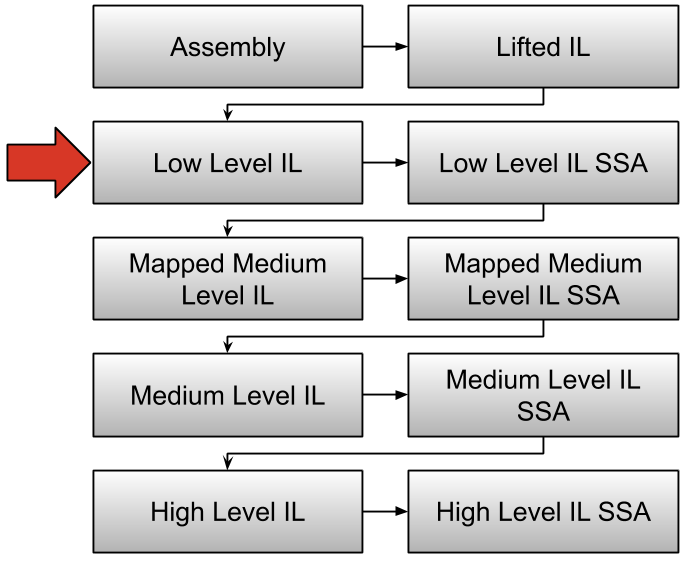 Assembly
Lifted IL
Low Level IL
Low Level IL SSA
Mapped Medium
Level IL
Mapped Medium
Level IL SSA
Medium Level IL
Medium Level IL
SSA
High Level IL
High Level IL SSA